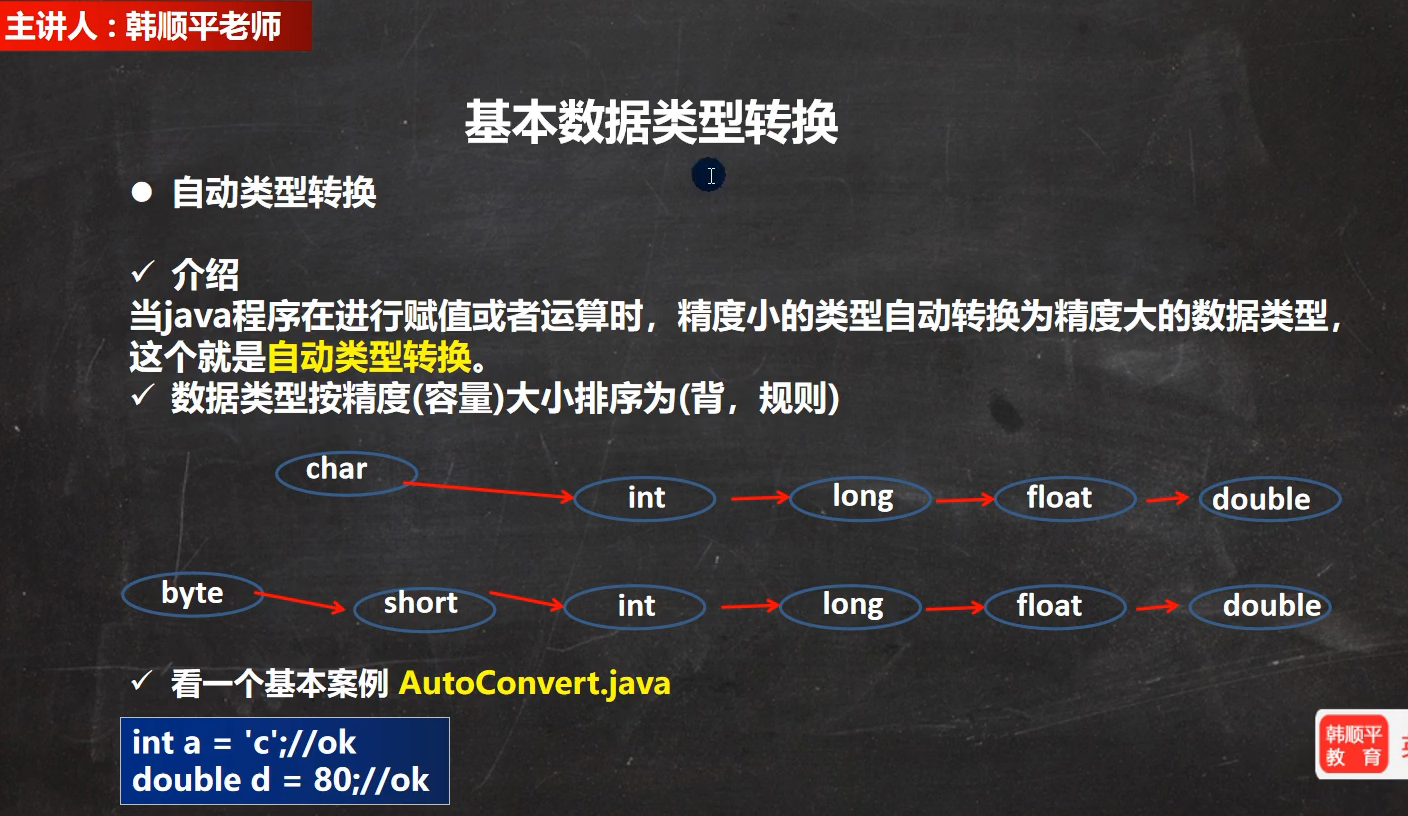 主讲人：韩顺平老师
基本数据类型转换
自动类型转换
介绍
当java程序在进行赋值或者运算时，精度小的类型自动转换为精度大的数据类型，
这个就是自动类型转换。
数据类型按精度(容量)大小排序为(背，规则)
char
int
long
float
double
byte
short
int
long
float
double
看一个基本案例 AutoConvert.java
int a = 'c';//ok
double d = 80;//ok
韩顺平
教 育